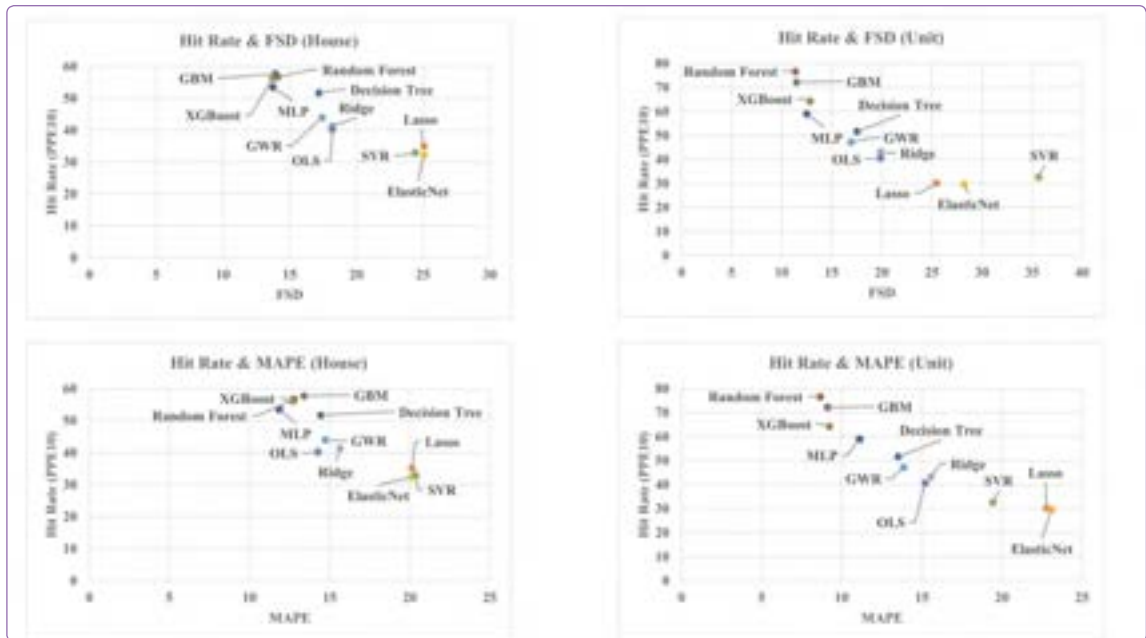 Hit Rate & FSD (House)
Hit Rate (PPE10)
60
50
40
30
20
10
0
GBM
Random Forest
XGBoost
MLP
Decision Tree
Ridge
GWR
OLS
Lasso
SVR
ElasticNet
0 5 10 15 20 25 30
FSD
Hit Rate & FSD (Unit)
Hit Rate (PPE10)
80
70
60
50
40
30
20
10
0
Random Forest
GBM
XGBoost
Decision Tree
MLP
GWR
Ridge
OLS
SVR
Lasso
ElasticNet
0 5 10 15 20 25 30 35 40
FSD
Hit Rate & MAPE (House)
Hit Rate (PPE10)
60
50
40
30
20
10
0
XGBoost
GBM
Random Forest
Decision Tree
MLP
GWR
OLS
Lasso
Ridge
ElasticNet
SVR
0 5 10 15 20 25
MAPE
Hit Rate & MAPE (Unit)
Hit Rate (PPE10)
80
70
60
50
40
30
20
10
0
Random Forest
GBM
XGBoost
Decision Tree
MLP
GWR
Ridge
SVR
Lasso
OLS
ElasticNet
0 5 10 15 20 25
MAPE